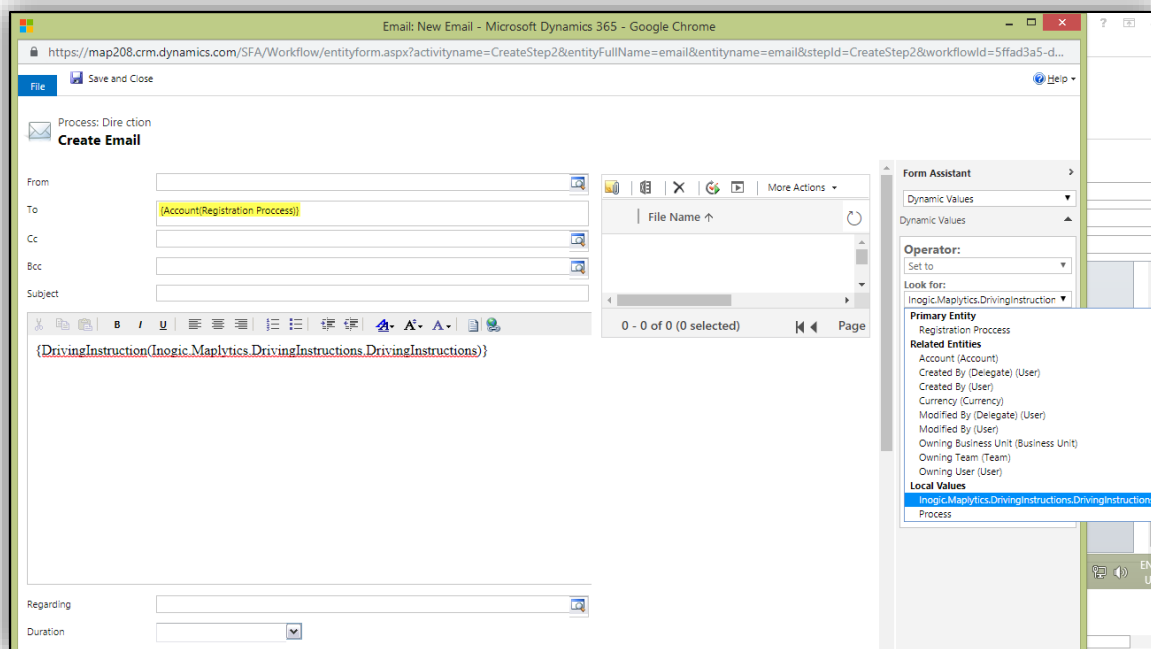 Email: New Email - Microsoft Dynamics 365 - Google Chrome
https://map208.crm.dynamics.com/SFA/Workflow/entityform.aspx?activityname=CreateStep2&entityFullName=email&entityname=email&stepId=CreateStep2&workflowId=5ffad3a5-d...
File
Save and Close
Help
Process: Dire ction
Create Email
From
To
{Account(Registration Proccess)}
Cc
Bcc
Subject
B I U
A A A
{DrivingInstruction(Inogic.Maplytics.DrivingInstructions.DrivingInstructions)}
Regarding
Duration
More Actions
File Name ↑
0 - 0 of 0 (0 selected)
Page
Form Assistant
Dynamic Values
Dynamic Values
Operator:
Set to
Look for:
Inogic.Maplytics.DrivingInstruction
Primary Entity
Registration Proccess
Related Entities
Account (Account)
Created By (Delegate) (User)
Created By (User)
Currency (Currency)
Modified By (Delegate) (User)
Modified By (User)
Owning Business Unit (Business Unit)
Owning Team (Team)
Owning User (User)
Local Values
Inogic.Maplytics.DrivingInstructions.DrivingInstructions
Process
?
EN
U